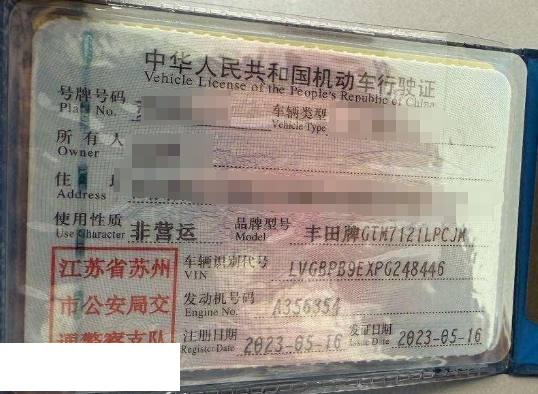 中华人民共和国机动车行驶证
Vehicle License of the People's Republic of China
号牌号码
Plate No.
车辆类型
Vehicle Type
所有人
Owner
住
Address
使用性质 非营运
Use Character
品牌型号 丰田牌GTM7121LPCJM
Model
江苏省苏州
市公安局交
通警察支队
车辆识别代号 LVGBPB9EXPG248446
VIN
发动机号码 A356354
Engine No.
注册日期 2023-05-16
Register Date
发证日期 2023-05-16
Issue Date